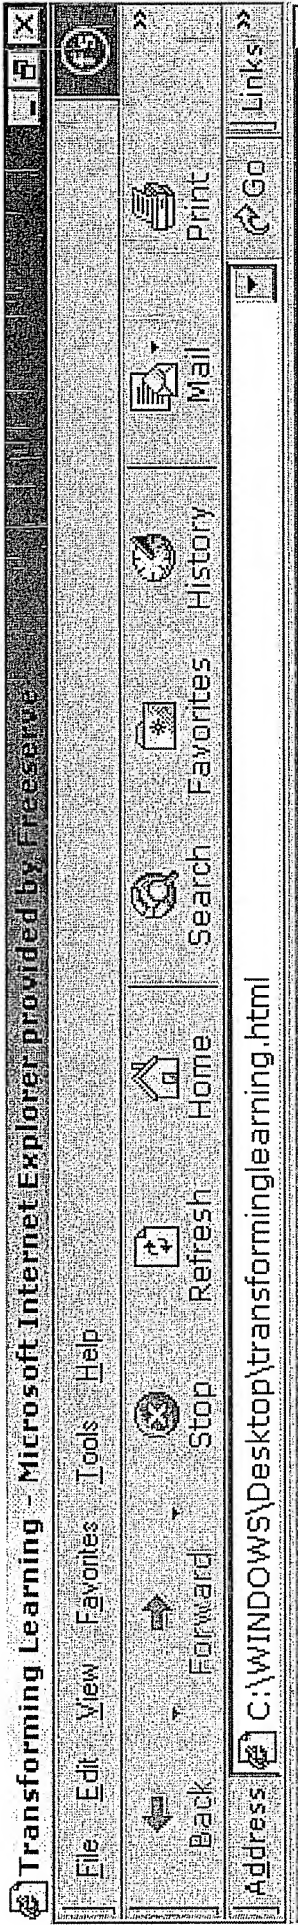 Transforming Learning - Microsoft Internet Explorer provided by Freeserve
File Edit View Favorites Tools Help
Back Forward Stop Refresh Home Search Favorites History Mail Print »
Address C:\WINDOWS\Desktop\transforminglearning.html Go Links »